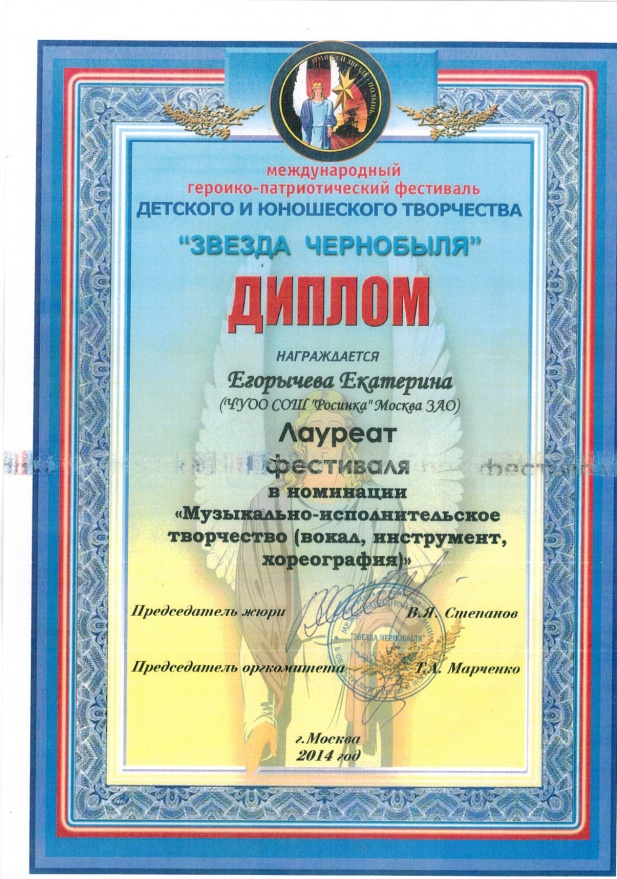 международный
героико-патриотический фестиваль
ДЕТСКОГО И ЮНОШЕСКОГО ТВОРЧЕСТВА
"ЗВЕЗДА ЧЕРНОБЫЛЯ"
ДИПЛОМ
НАГРАЖДАЕТСЯ
Егорычева Екатерина
(ЧУОО СОШ "Росинка" Москва ЗАО)
Лауреат
фестиваля
в номинации
«Музыкально-исполнительское
творчество (вокал, инструмент,
хореография)»
Председатель жюри В.Я. Степанов
"ЗВЕЗДА ЧЕРНОБЫЛЯ"
Председатель оргкомитета Т.А. Марченко
г.Москва
2014 год